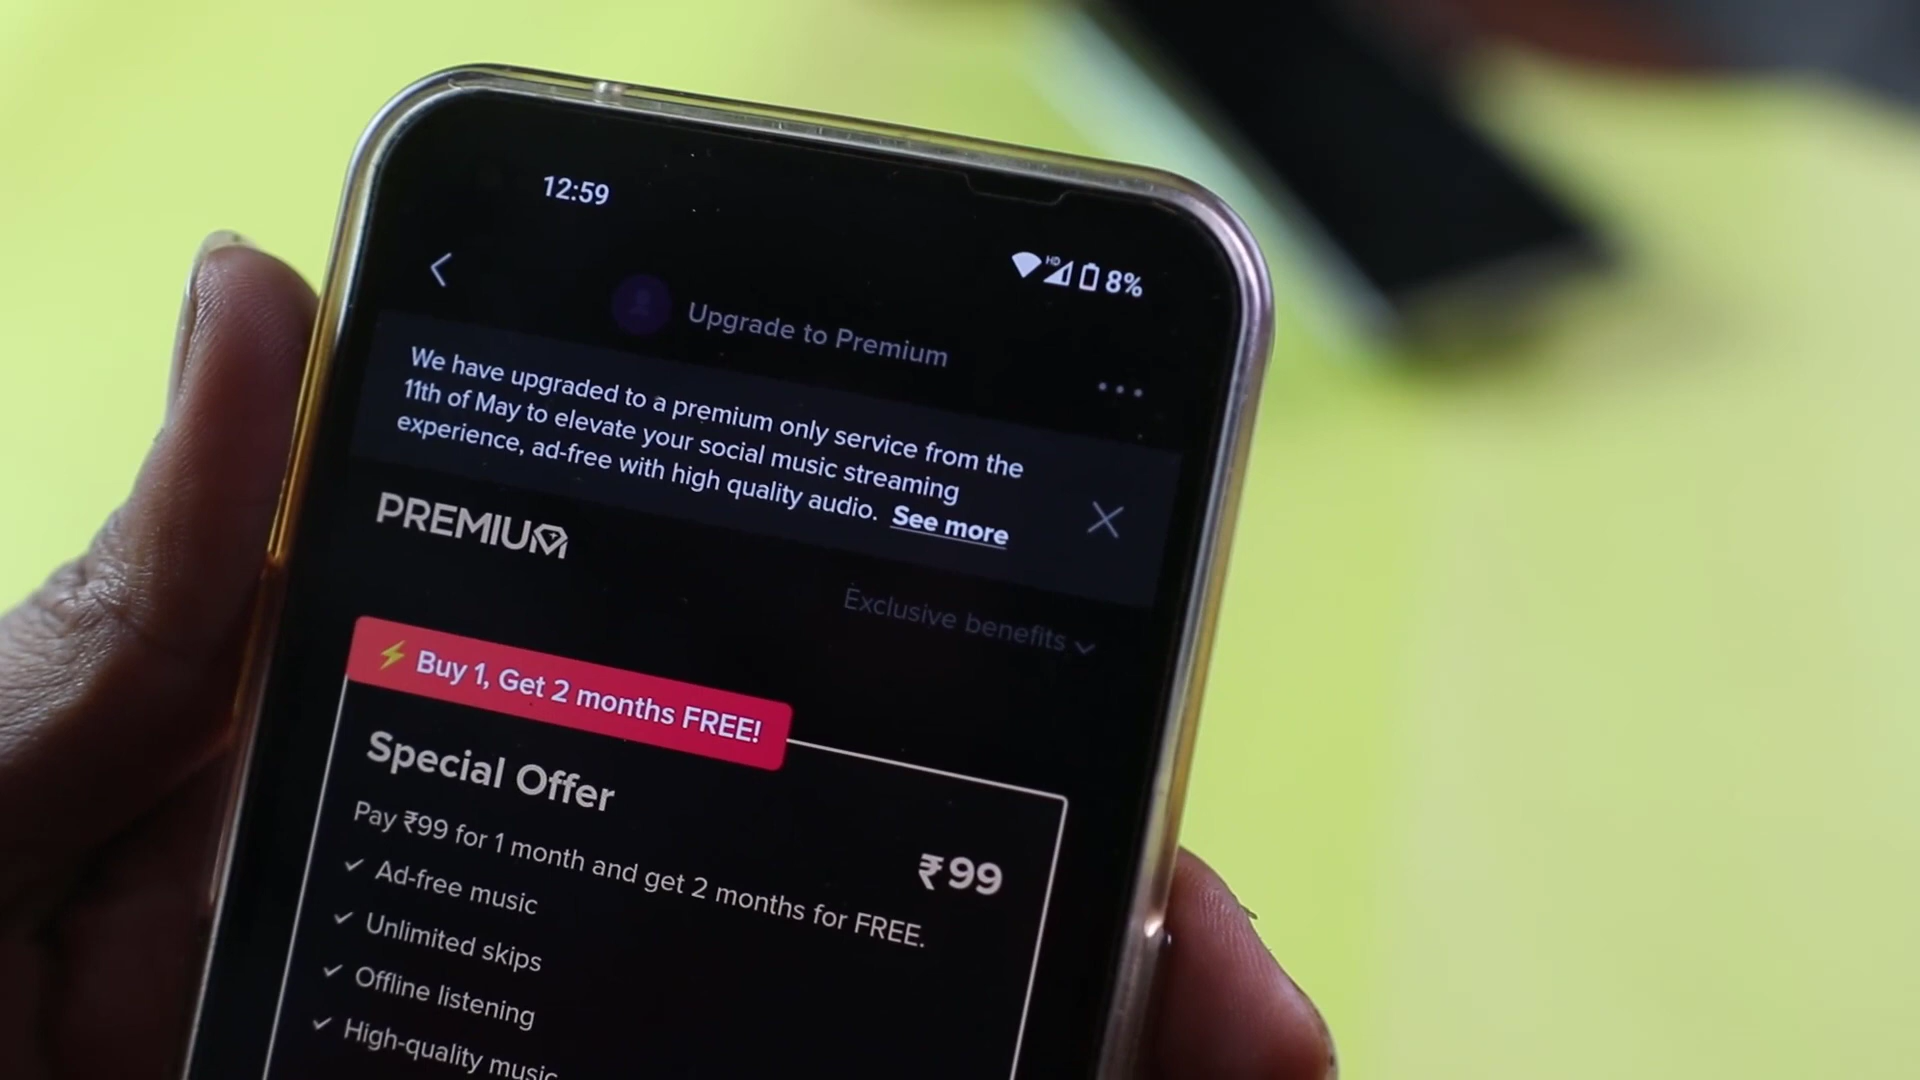 12:59
HD 8%
Upgrade to Premium
We have upgraded to a premium only service from the
11th of May to elevate your social music streaming
experience, ad-free with high quality audio. See more
PREMIUM
Exclusive benefits
Buy 1, Get 2 months FREE!
Special Offer
Pay ₹99 for 1 month and get 2 months for FREE.
₹99
Ad-free music
Unlimited skips
Offline listening
High-quality music